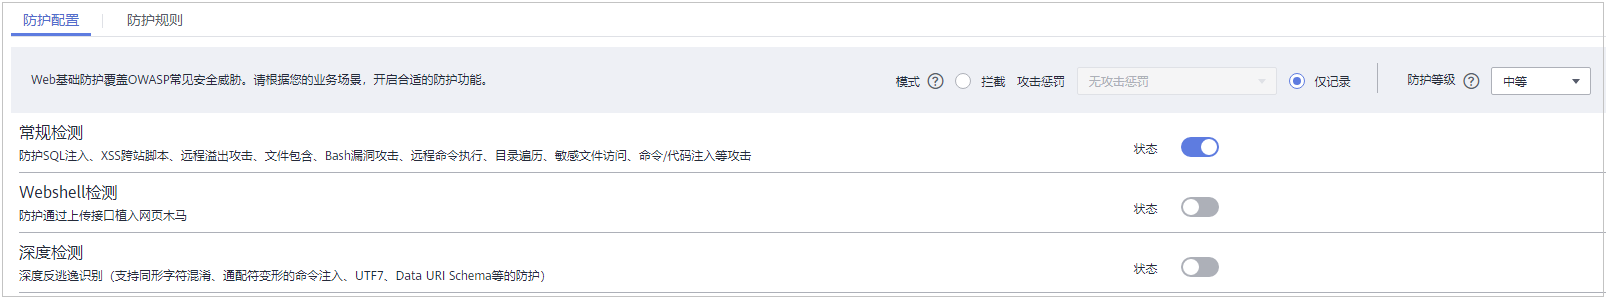 防护配置 防护规则
Web基础防护覆盖OWASP常见安全威胁。请根据您的业务场景，开启合适的防护功能。 模式 ? 拦截 攻击惩罚 无攻击惩罚 仅记录 防护等级 ? 中等
常规检测
防护SQL注入、XSS跨站脚本、远程溢出攻击、文件包含、Bash漏洞攻击、远程命令执行、目录遍历、敏感文件访问、命令/代码注入等攻击 状态
Webshell检测
防护通过上传接口植入网页木马 状态
深度检测
深度反逃逸识别（支持同形字符混淆、通配符变形的命令注入、UTF7、Data URI Schema等的防护） 状态